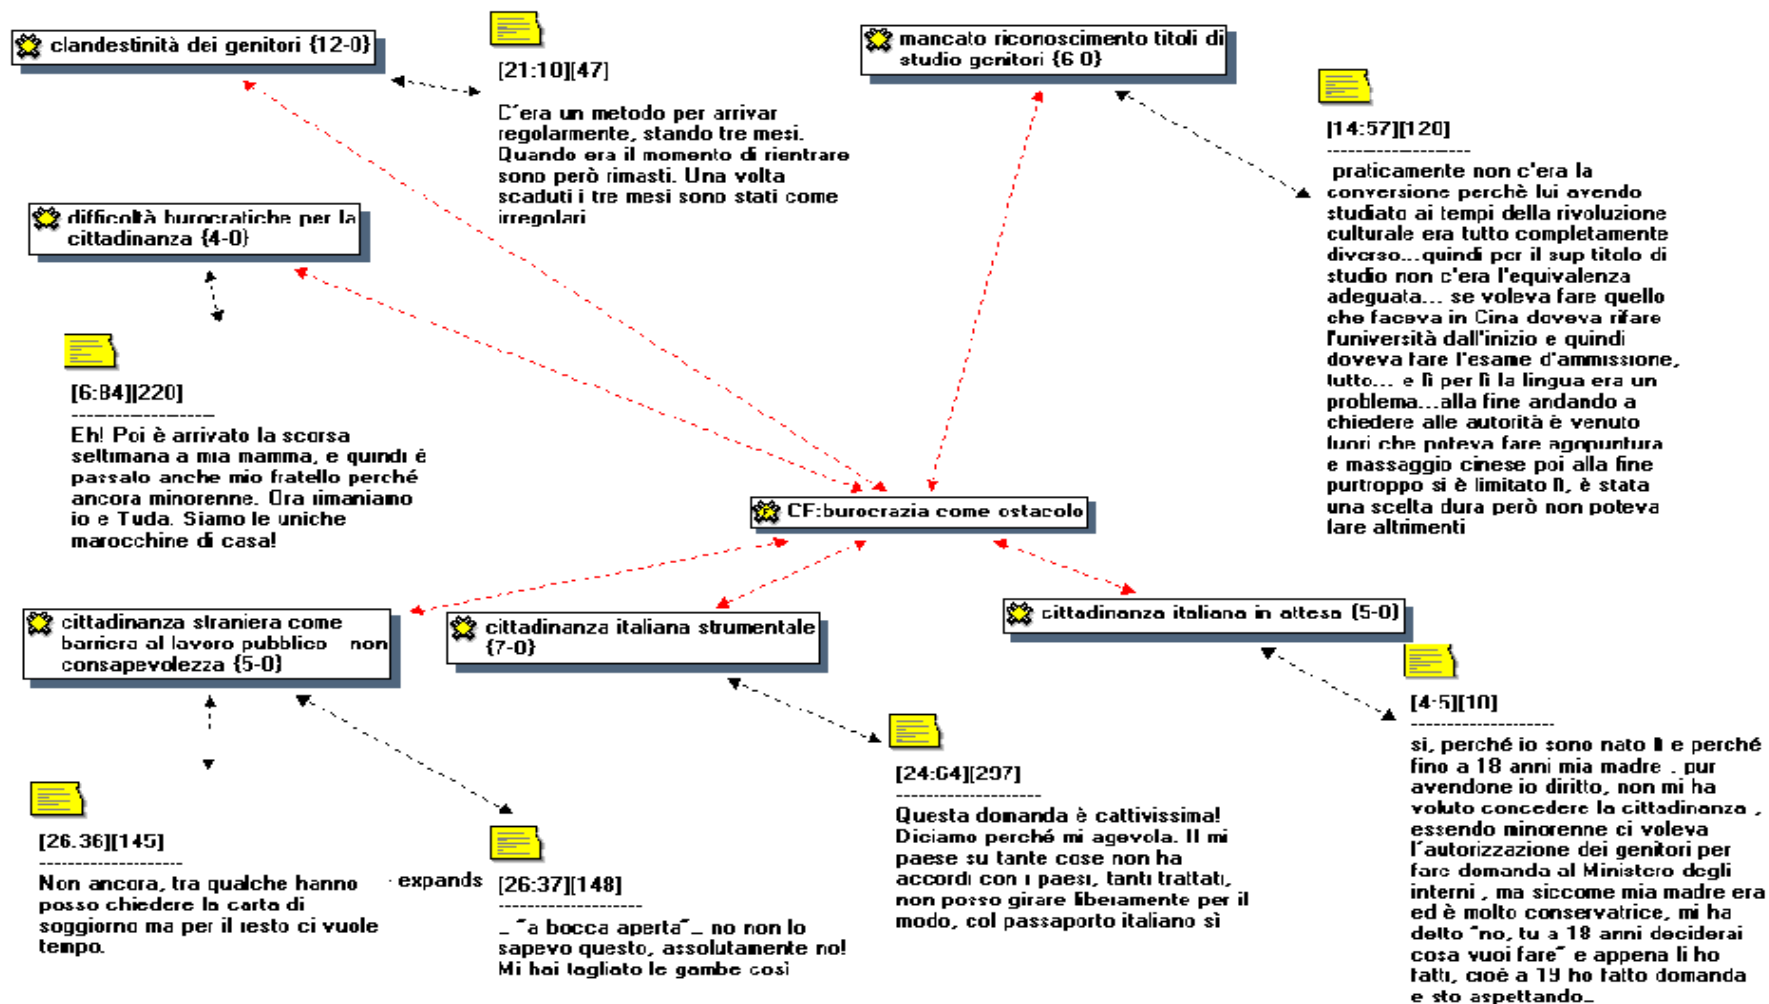 clandestinità dei genitori {12-0}
[21:10][47]
C'era un metodo per arrivar
regolarmente, stando tre mesi.
Quando era il momento di rientrare
sono però rimasti. Una volta
scaduti i tre mesi sono stati come
irregolari
mancato riconoscimento titoli di
studio genitori {6-0}
[14:57][120]
--------------------
praticamente non c'era la
conversione perchè lui avendo
studiato ai tempi della rivoluzione
culturale era tutto completamente
diverso...quindi per il sup titolo di
studio non c'era l'equivalenza
adeguata... se voleva fare quello
che faceva in Cina doveva rifare
l'università dall'inizio e quindi
doveva fare l'esame d'ammissione,
tutto... e lì per lì la lingua era un
problema...alla fine andando a
chiedere alle autorità è venuto
fuori che poteva fare agopuntura
e massaggio cinese poi alla fine
purtroppo si è limitato lì, è stata
una scelta dura però non poteva
fare altrimenti
difficoltà burocratiche per la
cittadinanza {4-0}
[6:84][220]
--------------------
Eh! Poi è arrivato la scorsa
settimana a mia mamma, e quindi è
passato anche mio fratello perché
ancora minorenne. Ora rimaniamo
io e Tuda. Siamo le uniche
marocchine di casa!
CF:burocrazia come ostacolo
cittadinanza straniera come
barriera al lavoro pubblico non
consapevolezza {5-0}
cittadinanza italiana strumentale
{7-0}
cittadinanza italiana in attesa {5-0}
[26:36][145]
--------------------
Non ancora, tra qualche hanno
posso chiedere la carta di
soggiorno ma per il resto ci vuole
tempo.
expands
[26:37][148]
--------------------
"a bocca aperta" no non lo
sapevo questo, assolutamente no!
Mi hai tagliato le gambe così
[24:64][297]
--------------------
Questa domanda è cattivissima!
Diciamo perché mi agevola. Il mi
paese su tante cose non ha
accordi con i paesi, tanti trattati,
non posso girare liberamente per il
modo, col passaporto italiano sì
[4:5][10]
--------------------
si, perché io sono nato lì e perché
fino a 18 anni mia madre , pur
avendone io diritto, non mi ha
voluto concedere la cittadinanza ,
essendo minorenne ci voleva
l'autorizzazione dei genitori per
fare domanda al Ministero degli
interni , ma siccome mia madre era
ed è molto conservatrice, mi ha
detto "no, tu a 18 anni deciderai
cosa vuoi fare" e appena li ho
fatti, cioè a 19 ho fatto domanda
e sto aspettando